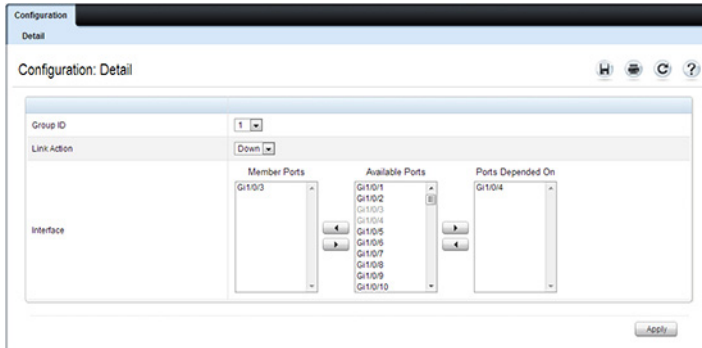 Configuration
Detail
Configuration: Detail
Group ID
1
Link Action
Down
Interface
Member Ports
Gi1/0/3
Available Ports
Gi1/0/1
Gi1/0/2
Gi1/0/3
Gi1/0/4
Gi1/0/5
Gi1/0/6
Gi1/0/7
Gi1/0/8
Gi1/0/9
Gi1/0/10
Ports Depended On
Gi1/0/4
Apply